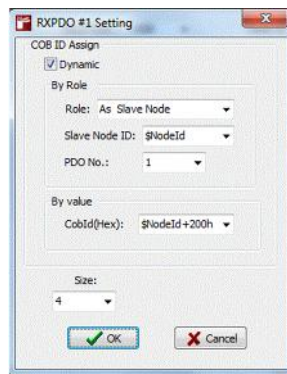 RXPDO #1 Setting
COB ID Assign
Dynamic
By Role
Role: As Slave Node
Slave Node ID: $NodeId
PDO No.: 1
By value
CobId(Hex): $NodeId+200h
Size:
4
OK
Cancel